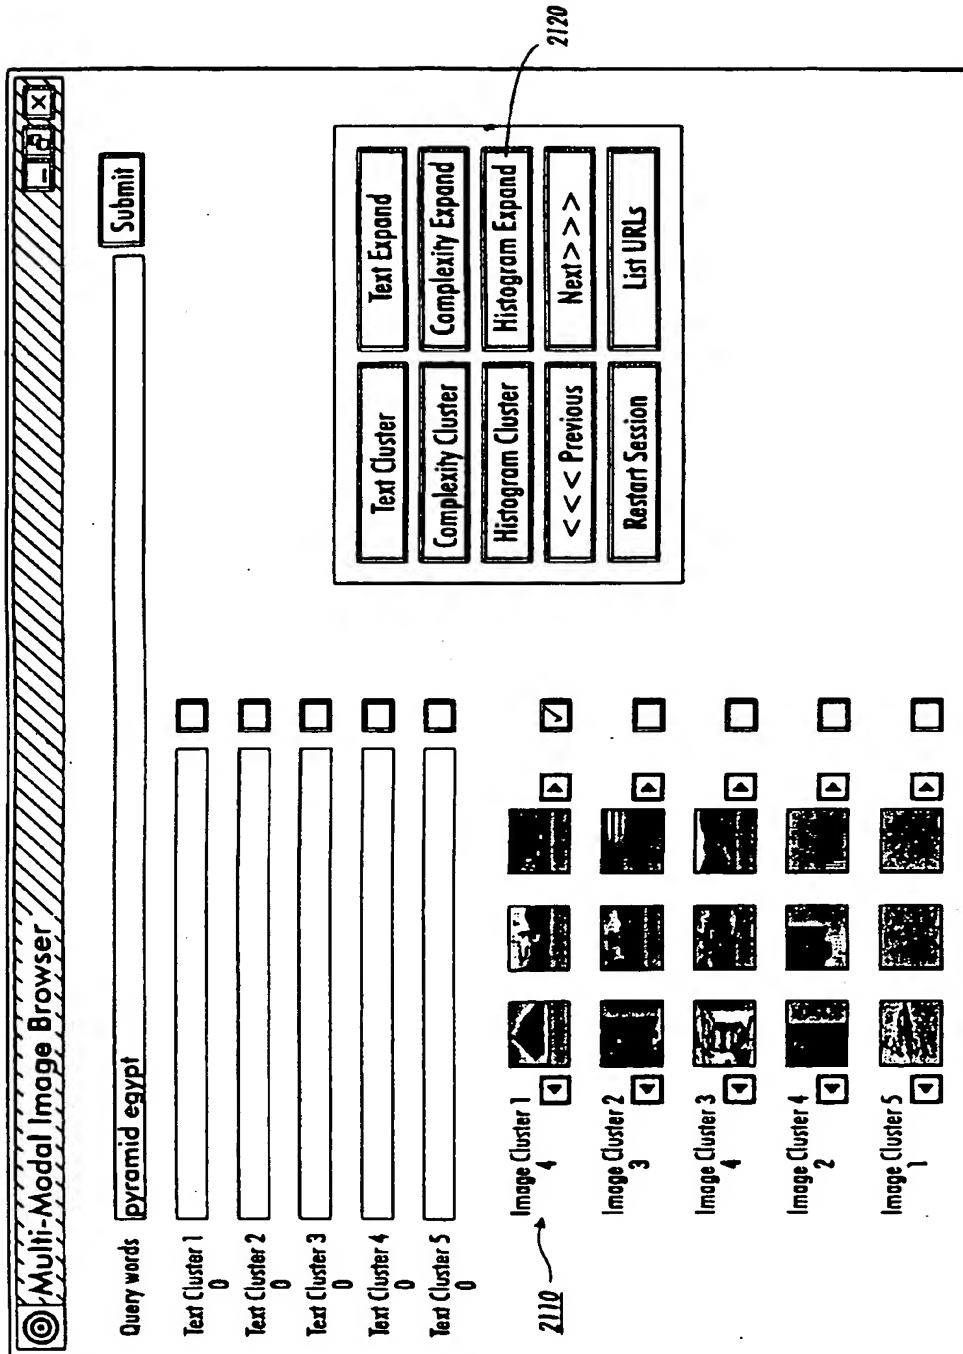 Multi-Modal Image Browser
Query words pyramid egypt Submit
Text Cluster 1
0
Text Cluster 2
0
Text Cluster 3
0
Text Cluster 4
0
Text Cluster 5
0
Text Cluster Text Expand
Complexity Cluster Complexity Expand
Histogram Cluster Histogram Expand
< < < Previous Next > > >
Restart Session List URLs
2120
Image Cluster 1
4
Image Cluster 2
3
Image Cluster 3
4
Image Cluster 4
2
Image Cluster 5
1
2110